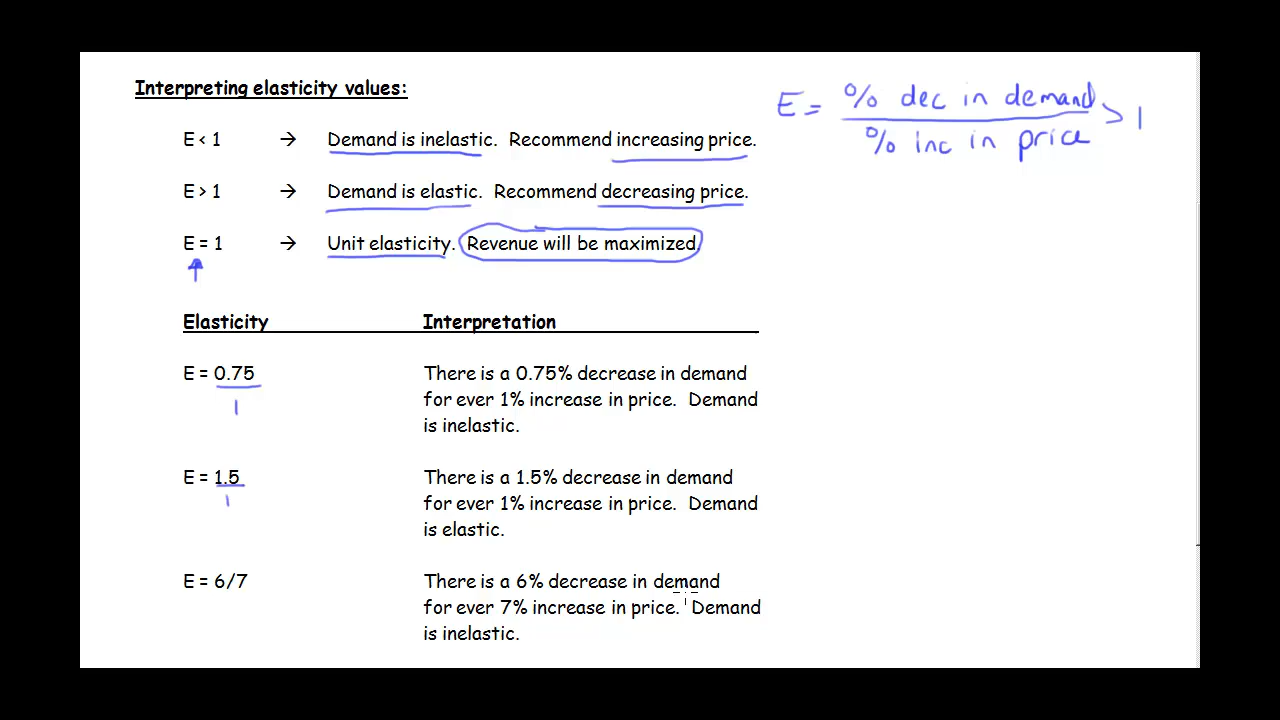 Interpreting elasticity values:
E = % dec in demand
% inc in price > 1
E < 1 → Demand is inelastic. Recommend increasing price.
E > 1 → Demand is elastic. Recommend decreasing price.
E = 1 → Unit elasticity. Revenue will be maximized.
Elasticity Interpretation
E = 0.75 There is a 0.75% decrease in demand
1 for ever 1% increase in price. Demand
is inelastic.
E = 1.5 There is a 1.5% decrease in demand
1 for ever 1% increase in price. Demand
is elastic.
E = 6/7 There is a 6% decrease in demand
for ever 7% increase in price. Demand
is inelastic.